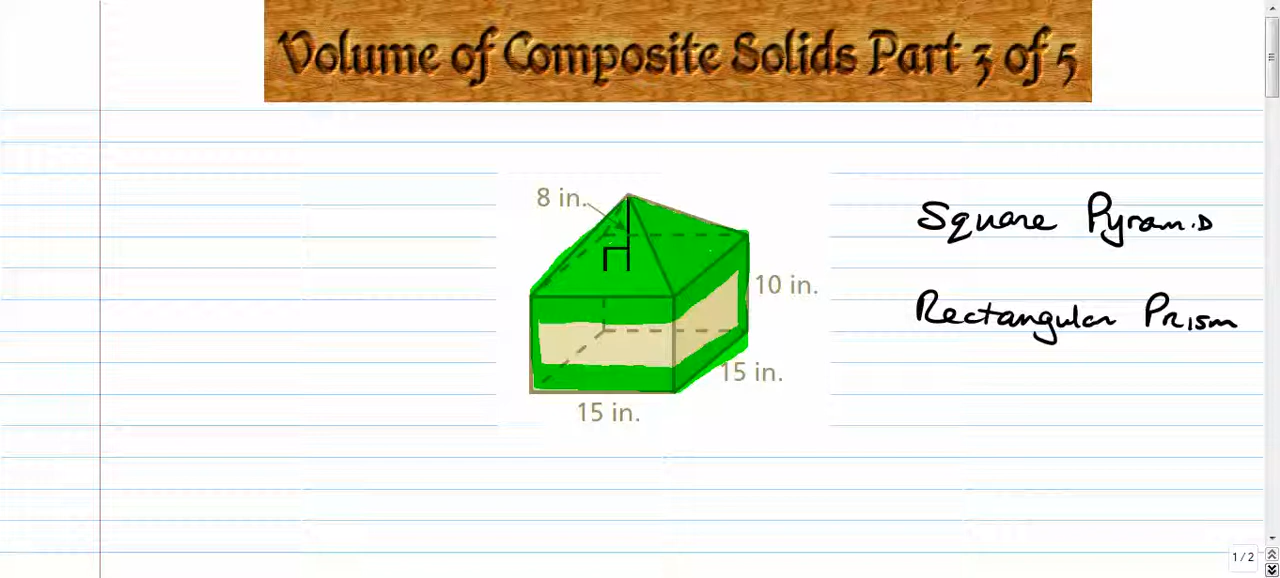 Volume of Composite Solids Part 3 of 5
8 in.
Square Pyramid
10 in.
Rectangular Prism
15 in.
15 in.
1 / 2